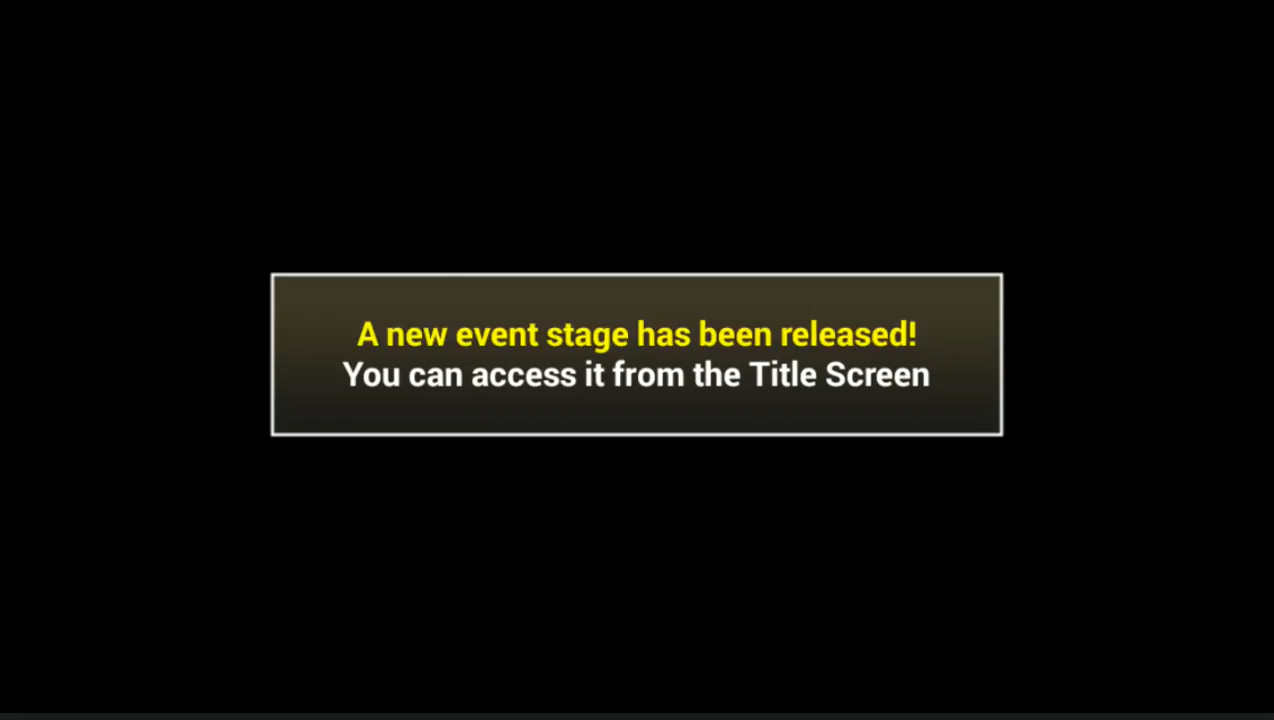 A new event stage has been released!
You can access it from the Title Screen